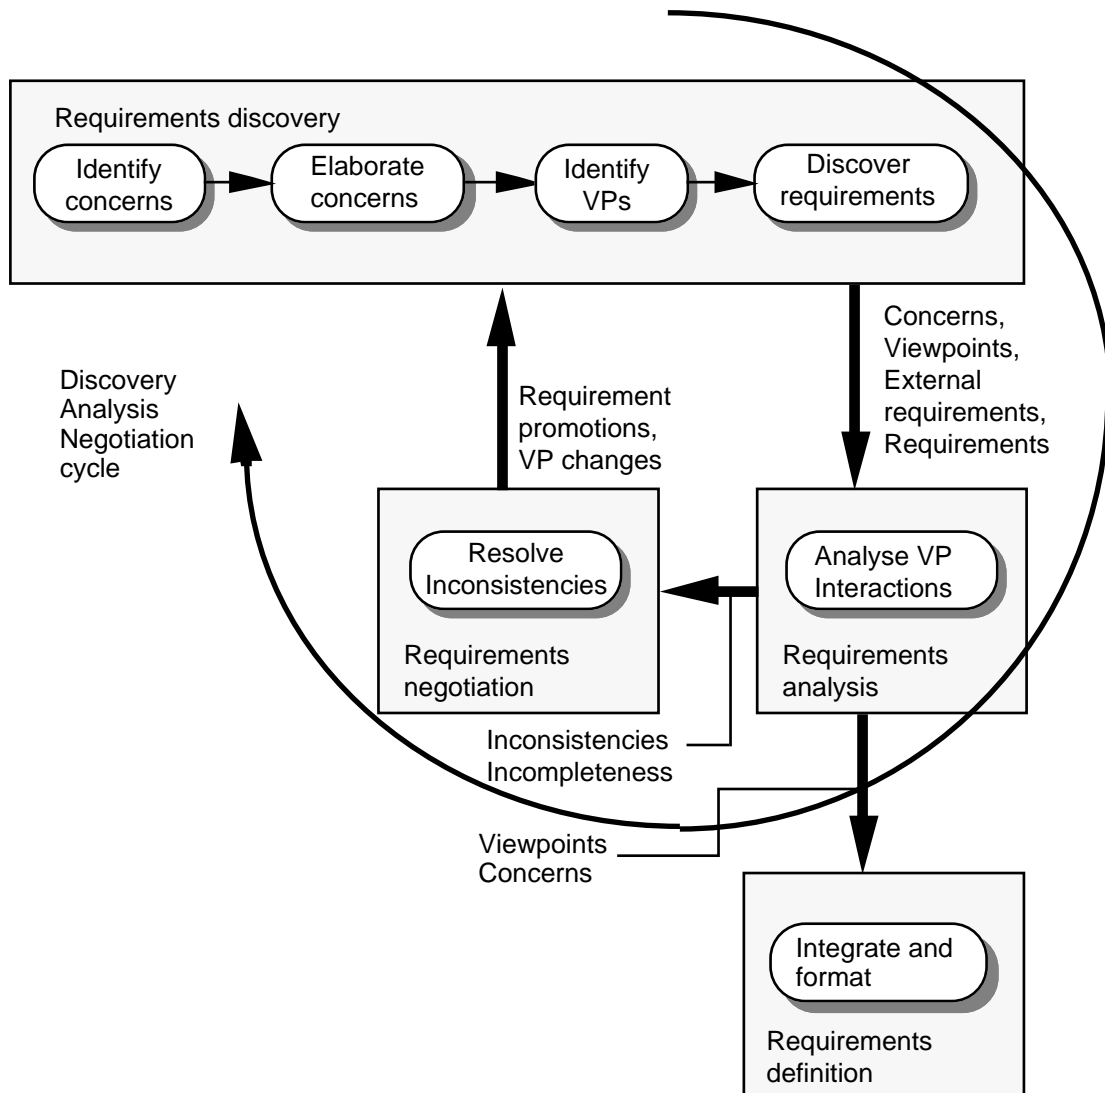 Requirements discovery
Identify
concerns
Elaborate
concerns
Identify
VPs
Discover
requirements
Concerns,
Viewpoints,
External
requirements,
Requirements
Discovery
Analysis
Negotiation
cycle
Requirement
promotions,
VP changes
Resolve
Inconsistencies
Requirements
negotiation
Analyse VP
Interactions
Requirements
analysis
Inconsistencies
Incompleteness
Viewpoints
Concerns
Integrate and
format
Requirements
definition